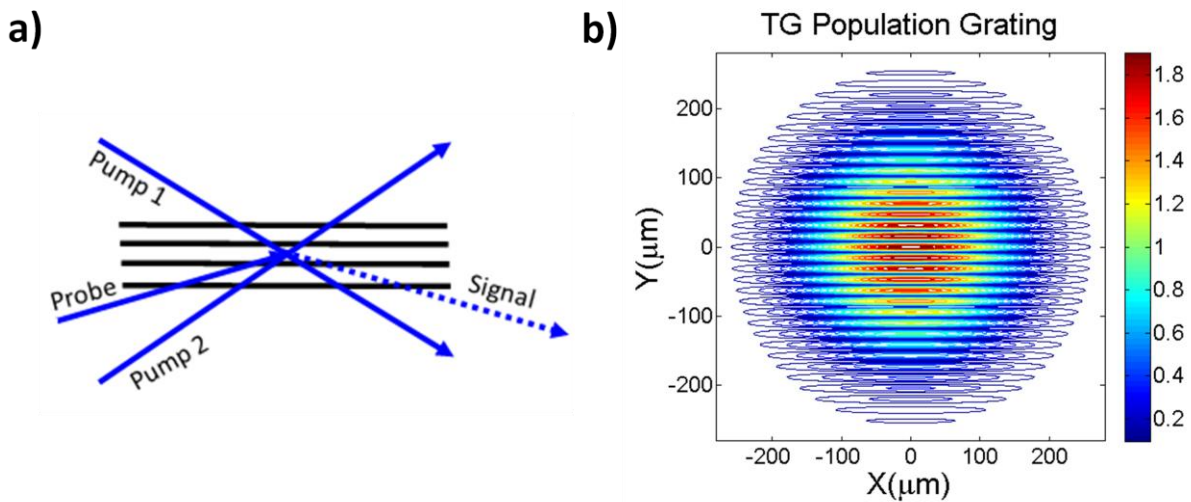 a)
Pump 1
Probe
Pump 2
Signal
b)
TG Population Grating
Y(μm)
200
100
0
-100
-200
-200 -100 0 100 200
X(μm)
1.8
1.6
1.4
1.2
1
0.8
0.6
0.4
0.2